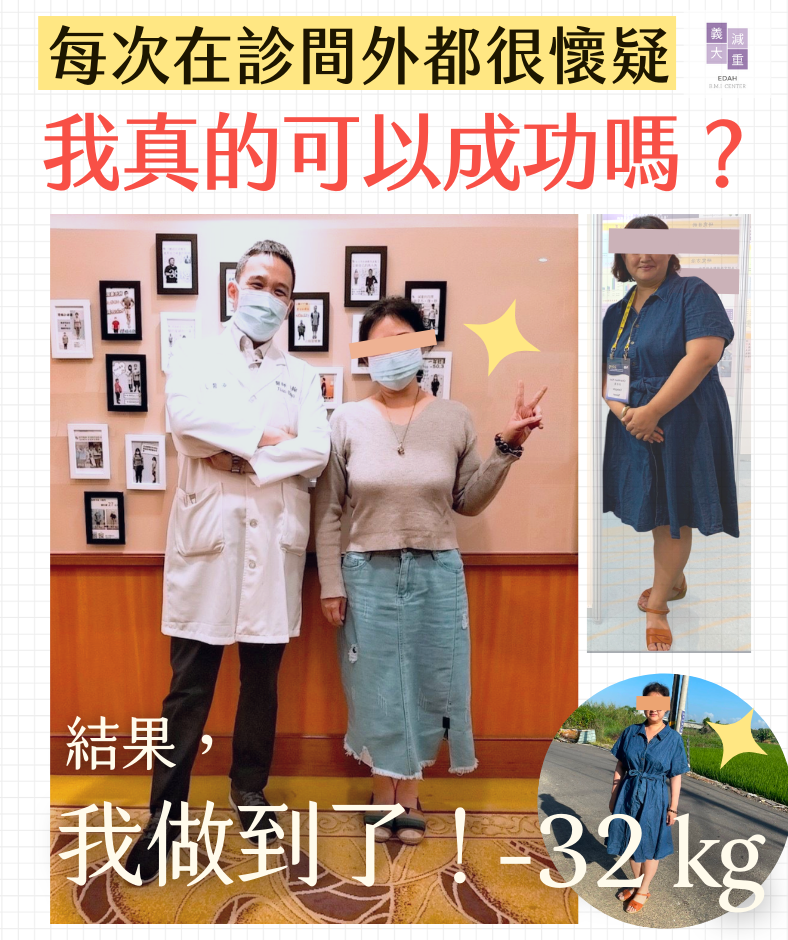 每次在診間外都很懷疑
義大
減重
EDAH
B.M.I CENTER
我真的可以成功嗎？
結果，
我做到了！-32 kg